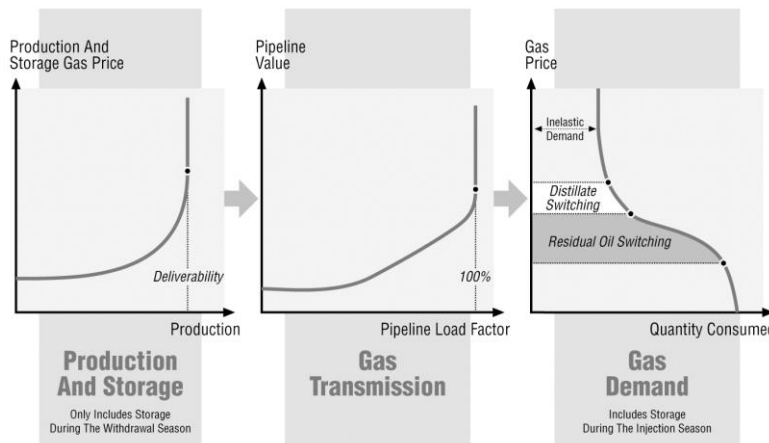 Production And
Storage Gas Price
Deliverability
Production
Production
And Storage
Only Includes Storage
During The Withdrawal Season
Pipeline
Value
100%
Pipeline Load Factor
Gas
Transmission
Gas
Price
Inelastic
Demand
Distillate
Switching
Residual Oil Switching
Quantity Consumed
Gas
Demand
Includes Storage
During The Injection Season